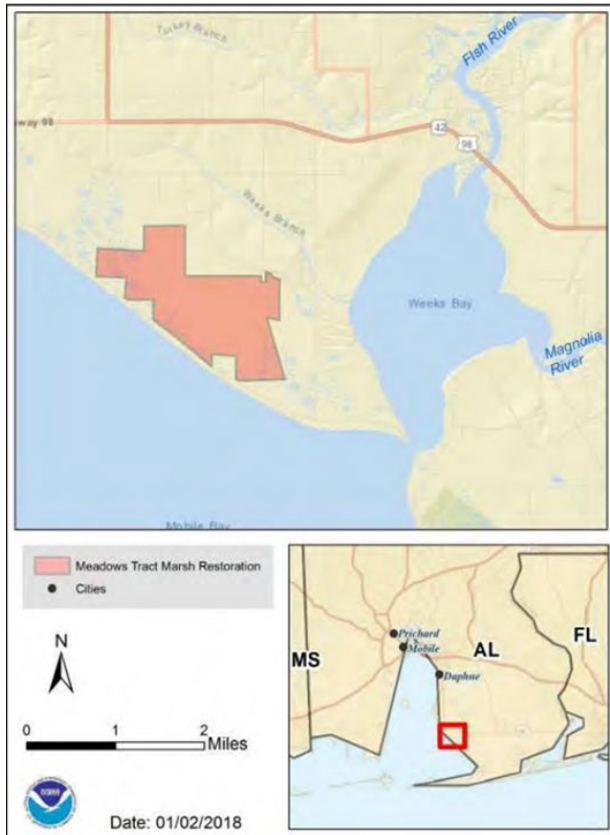 Turkey Branch
Fish River
way 98
42
98
Weeks Branch
Weeks Bay
Magnolia
River
Mobile Bay
Meadows Tract Marsh Restoration
Cities
N
0 1 2
Miles
NOAA
Date: 01/02/2018
Prichard
Mobile
MS
AL
FL
Daphne